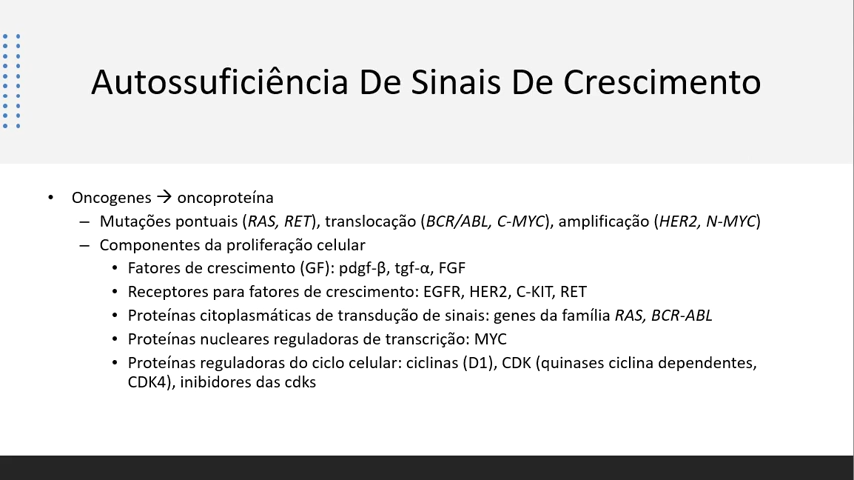 Autossuficiência De Sinais De Crescimento
• Oncogenes → oncoproteína
– Mutações pontuais (RAS, RET), translocação (BCR/ABL, C-MYC), amplificação (HER2, N-MYC)
– Componentes da proliferação celular
• Fatores de crescimento (GF): pdgf-β, tgf-α, FGF
• Receptores para fatores de crescimento: EGFR, HER2, C-KIT, RET
• Proteínas citoplasmáticas de transdução de sinais: genes da família RAS, BCR-ABL
• Proteínas nucleares reguladoras de transcrição: MYC
• Proteínas reguladoras do ciclo celular: ciclinas (D1), CDK (quinases ciclina dependentes,
CDK4), inibidores das cdks